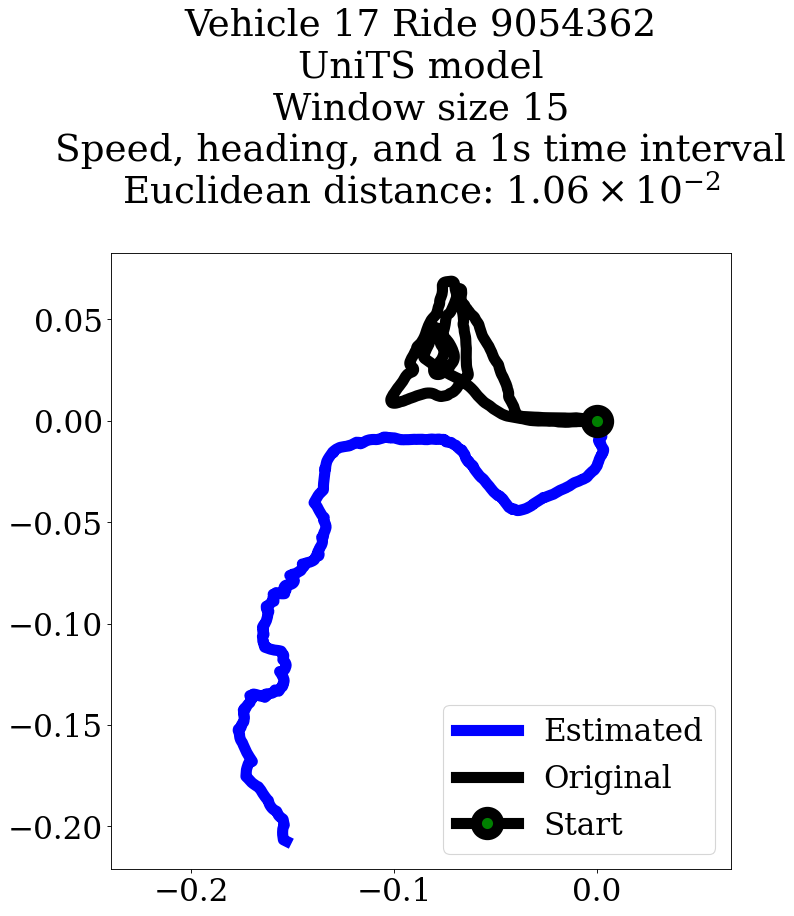 Vehicle 17 Ride 9054362
UniTS model
Window size 15
Speed, heading, and a 1s time interval
Euclidean distance: 1.06 × 10⁻²
0.05
0.00
−0.05
−0.10
−0.15
−0.20
Estimated
Original
Start
−0.2
−0.1
0.0